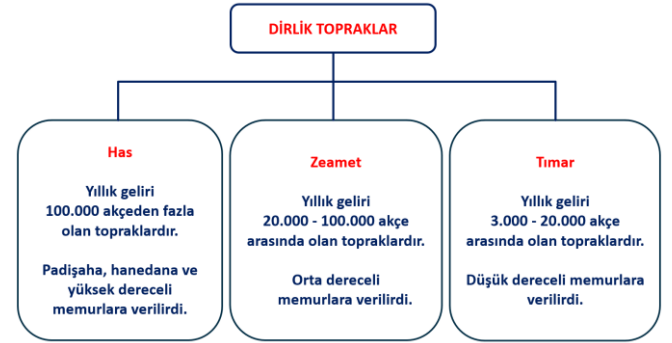 DİRLİK TOPRAKLAR
Has
Yıllık geliri
100.000 akçeden fazla
olan topraklardır.
Padişaha, hanedana ve
yüksek dereceli
memurlara verilirdi.
Zeamet
Yıllık geliri
20.000 - 100.000 akçe
arasında olan topraklardır.
Orta dereceli
memurlara verilirdi.
Tımar
Yıllık geliri
3.000 - 20.000 akçe
arasında olan topraklardır.
Düşük dereceli memurlara
verilirdi.